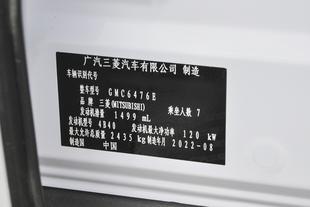 广汽三菱汽车有限公司 制造
车辆识别代号
整车型号 GMC6476E
品牌 三菱(MITSUBISHI) 乘坐人数 7
发动机排量 1499 mL
发动机型号 4B40 发动机最大净功率 120 kW
最大允许总质量 2435 kg 制造年月 2022-08
制造国 中国